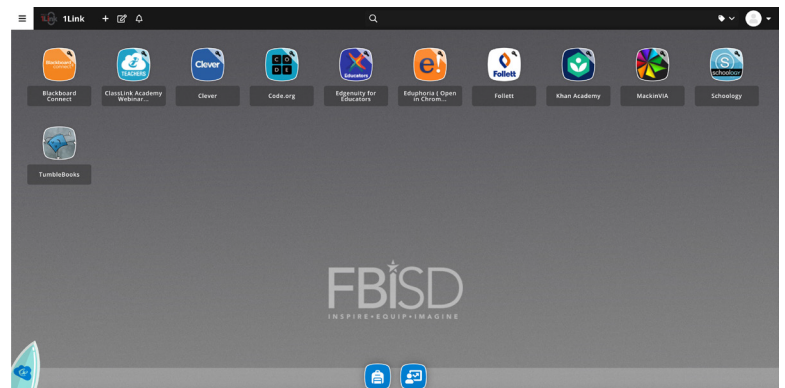 1Link
Blackboard
connect
TEACHERS
Clever
C O
D E
Educators
e!
Follett
S
schoology
Blackboard
Connect
ClassLink Academy
Webinar...
Clever
Code.org
Edgenuity for
Educators
Eduphoria ( Open
in Chrom...
Follett
Khan Academy
MackinVIA
Schoology
TumbleBooks
FBISD
INSPIRE•EQUIP•IMAGINE